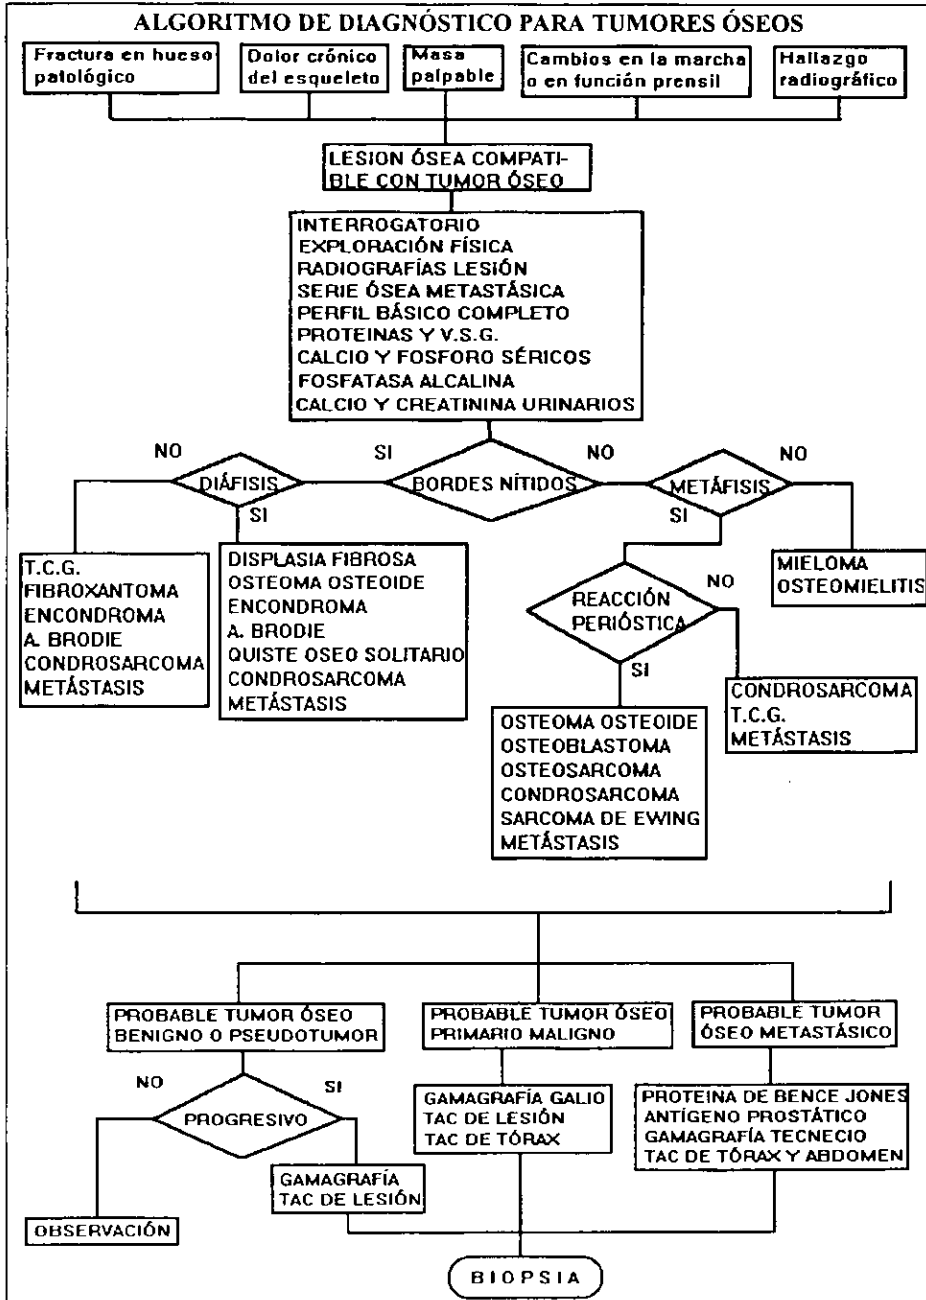 ALGORITMO DE DIAGNÓSTICO PARA TUMORES ÓSEOS
Fractura en hueso
patológico
Dolor crónico
del esqueleto
Masa
palpable
Cambios en la marcha
o en función prensil
Hallazgo
radiográfico
LESION ÓSEA COMPATI-
BLE CON TUMOR ÓSEO
INTERROGATORIO
EXPLORACIÓN FÍSICA
RADIOGRAFÍAS LESIÓN
SERIE ÓSEA METASTÁSICA
PERFIL BÁSICO COMPLETO
PROTEINAS Y V.S.G.
CALCIO Y FOSFORO SÉRICOS
FOSFATASA ALCALINA
CALCIO Y CREATININA URINARIOS
NO
SI
NO
NO
DIÁFISIS
BORDES NÍTIDOS
METÁFISIS
SI
SI
T.C.G.
FIBROXANTOMA
ENCONDROMA
A. BRODIE
CONDROSARCOMA
METÁSTASIS
DISPLASIA FIBROSA
OSTEOMA OSTEOIDE
ENCONDROMA
A. BRODIE
QUISTE OSEO SOLITARIO
CONDROSARCOMA
METÁSTASIS
MIELOMA
OSTEOMIELITIS
REACCIÓN
PERIÓSTICA
NO
SI
OSTEOMA OSTEOIDE
OSTEOBLASTOMA
OSTEOSARCOMA
CONDROSARCOMA
SARCOMA DE EWING
METÁSTASIS
CONDROSARCOMA
T.C.G.
METÁSTASIS
PROBABLE TUMOR ÓSEO
BENIGNO O PSEUDOTUMOR
PROBABLE TUMOR ÓSEO
PRIMARIO MALIGNO
PROBABLE TUMOR
ÓSEO METASTÁSICO
NO
SI
PROGRESIVO
GAMAGRAFÍA GALIO
TAC DE LESIÓN
TAC DE TÓRAX
PROTEINA DE BENCE JONES
ANTÍGENO PROSTÁTICO
GAMAGRAFÍA TECNECIO
TAC DE TÓRAX Y ABDOMEN
GAMAGRAFÍA
TAC DE LESIÓN
OBSERVACIÓN
BIOPSIA